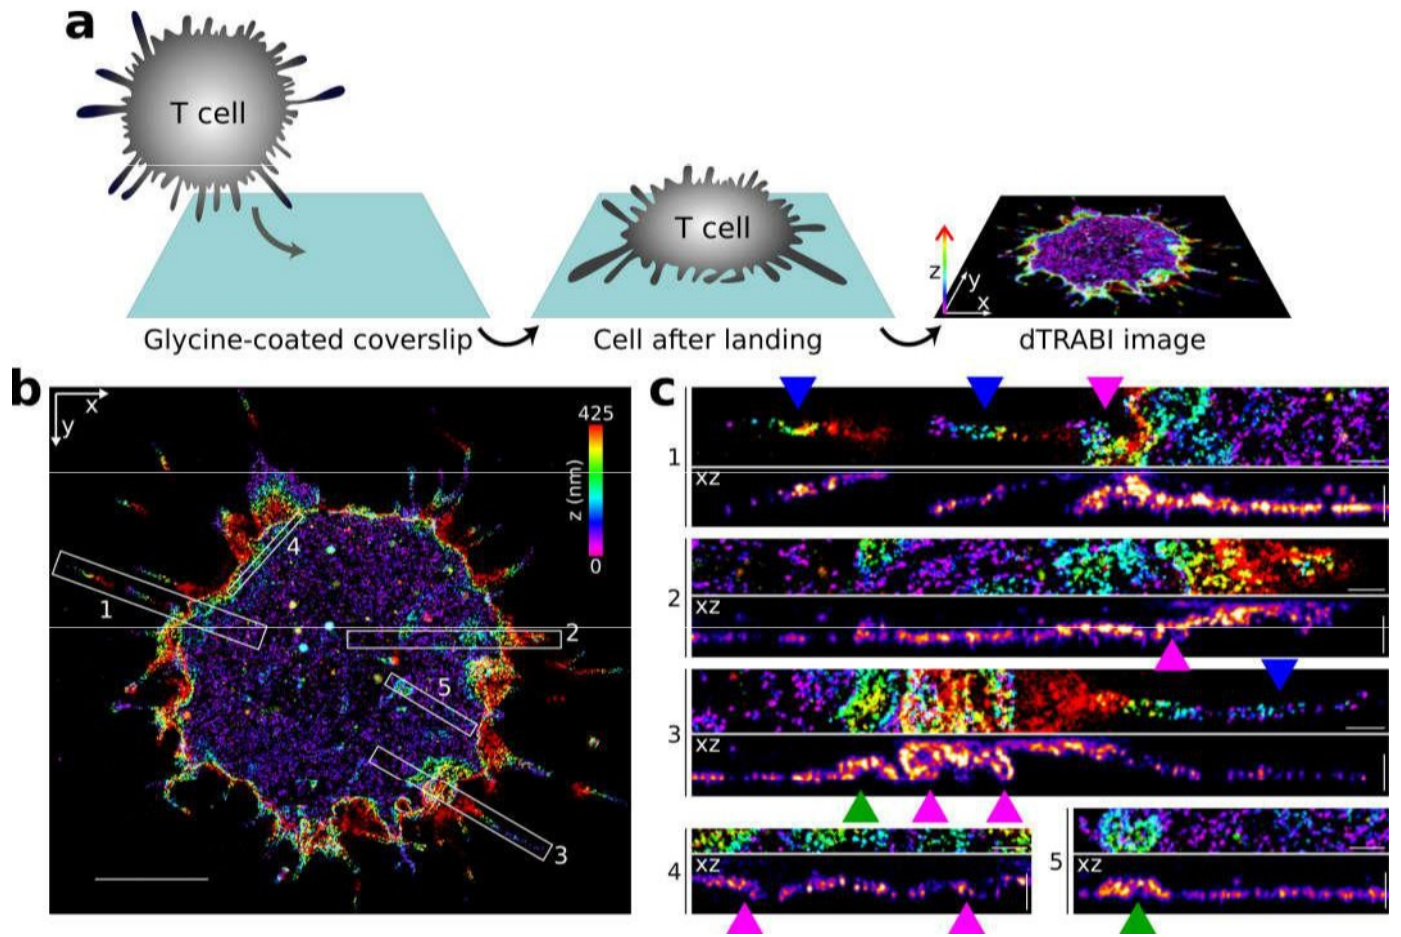 a
T cell
T cell
z
y
x
Glycine-coated coverslip
Cell after landing
dTRABI image
b
x
y
425
z (nm)
0
1
2
3
4
5
c
1
xz
2
xz
3
xz
4
xz
5
xz